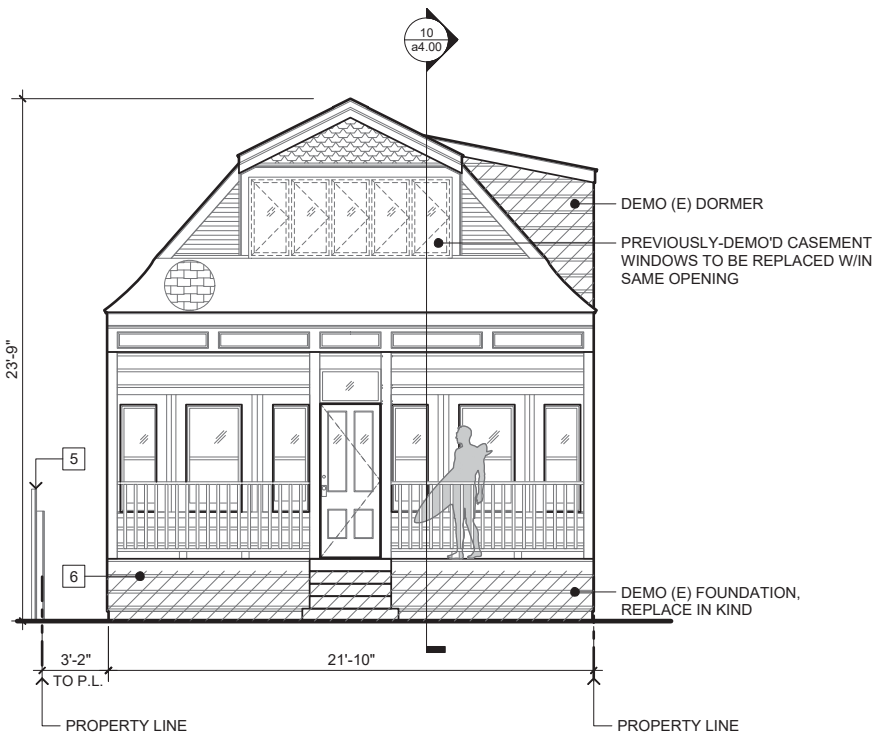 10
a4.00
DEMO (E) DORMER
PREVIOUSLY-DEMO'D CASEMENT
WINDOWS TO BE REPLACED W/IN
SAME OPENING
23'-9"
5
6
DEMO (E) FOUNDATION,
REPLACE IN KIND
3'-2"
TO P.L.
21'-10"
PROPERTY LINE
PROPERTY LINE